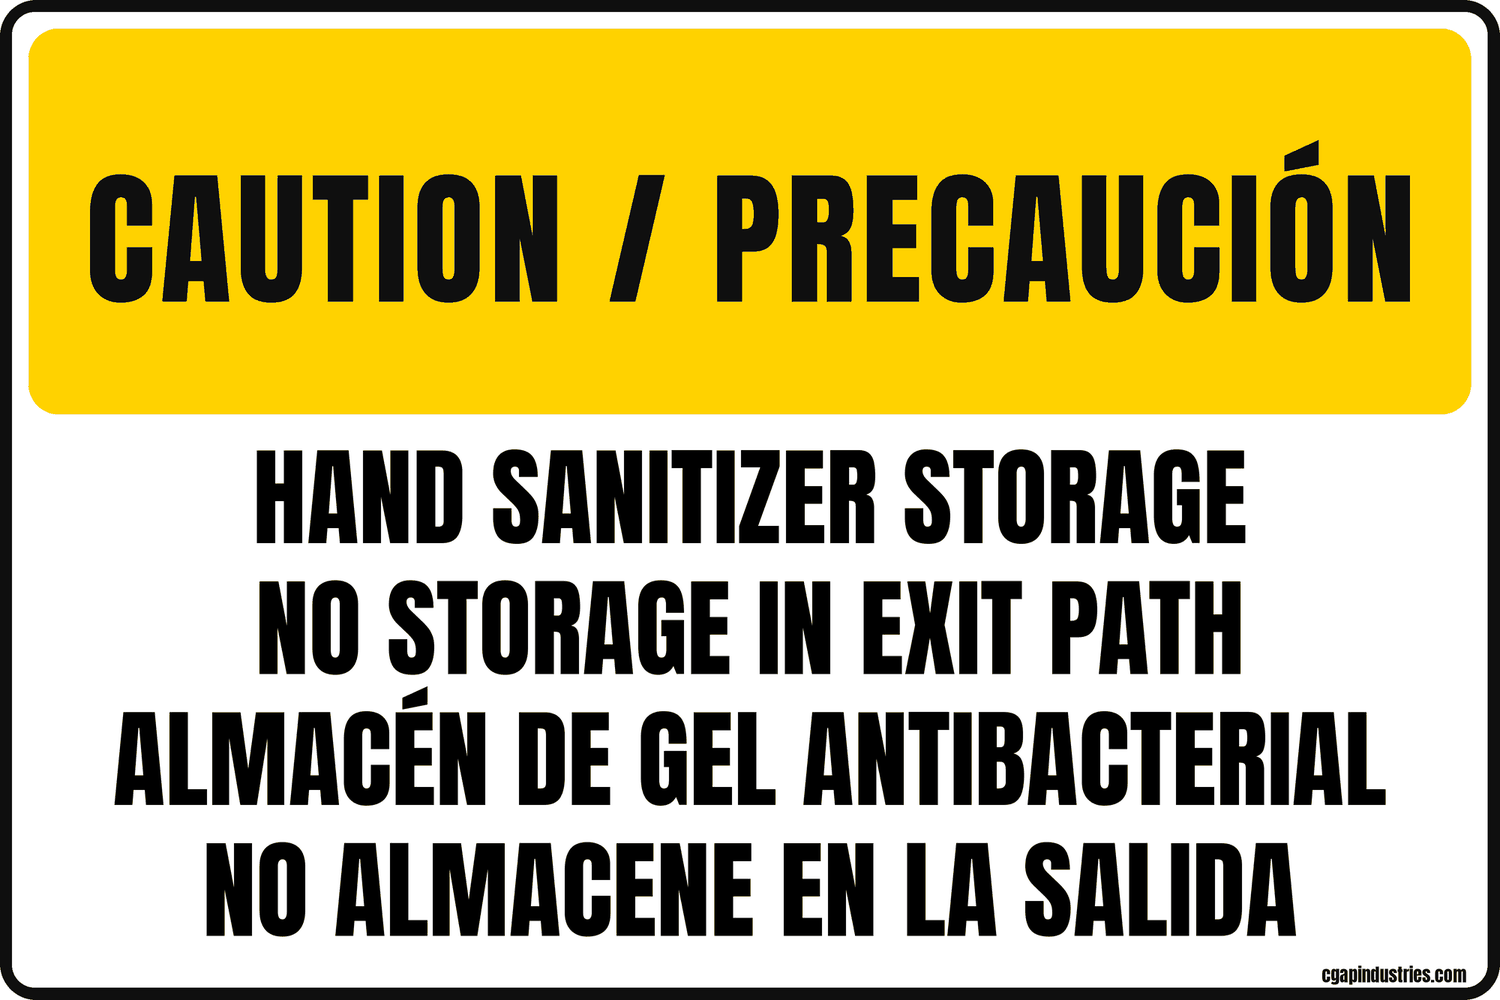 CAUTION / PRECAUCIÓN
HAND SANITIZER STORAGE
NO STORAGE IN EXIT PATH
ALMACÉN DE GEL ANTIBACTERIAL
NO ALMACENE EN LA SALIDA
cgapindustries.com